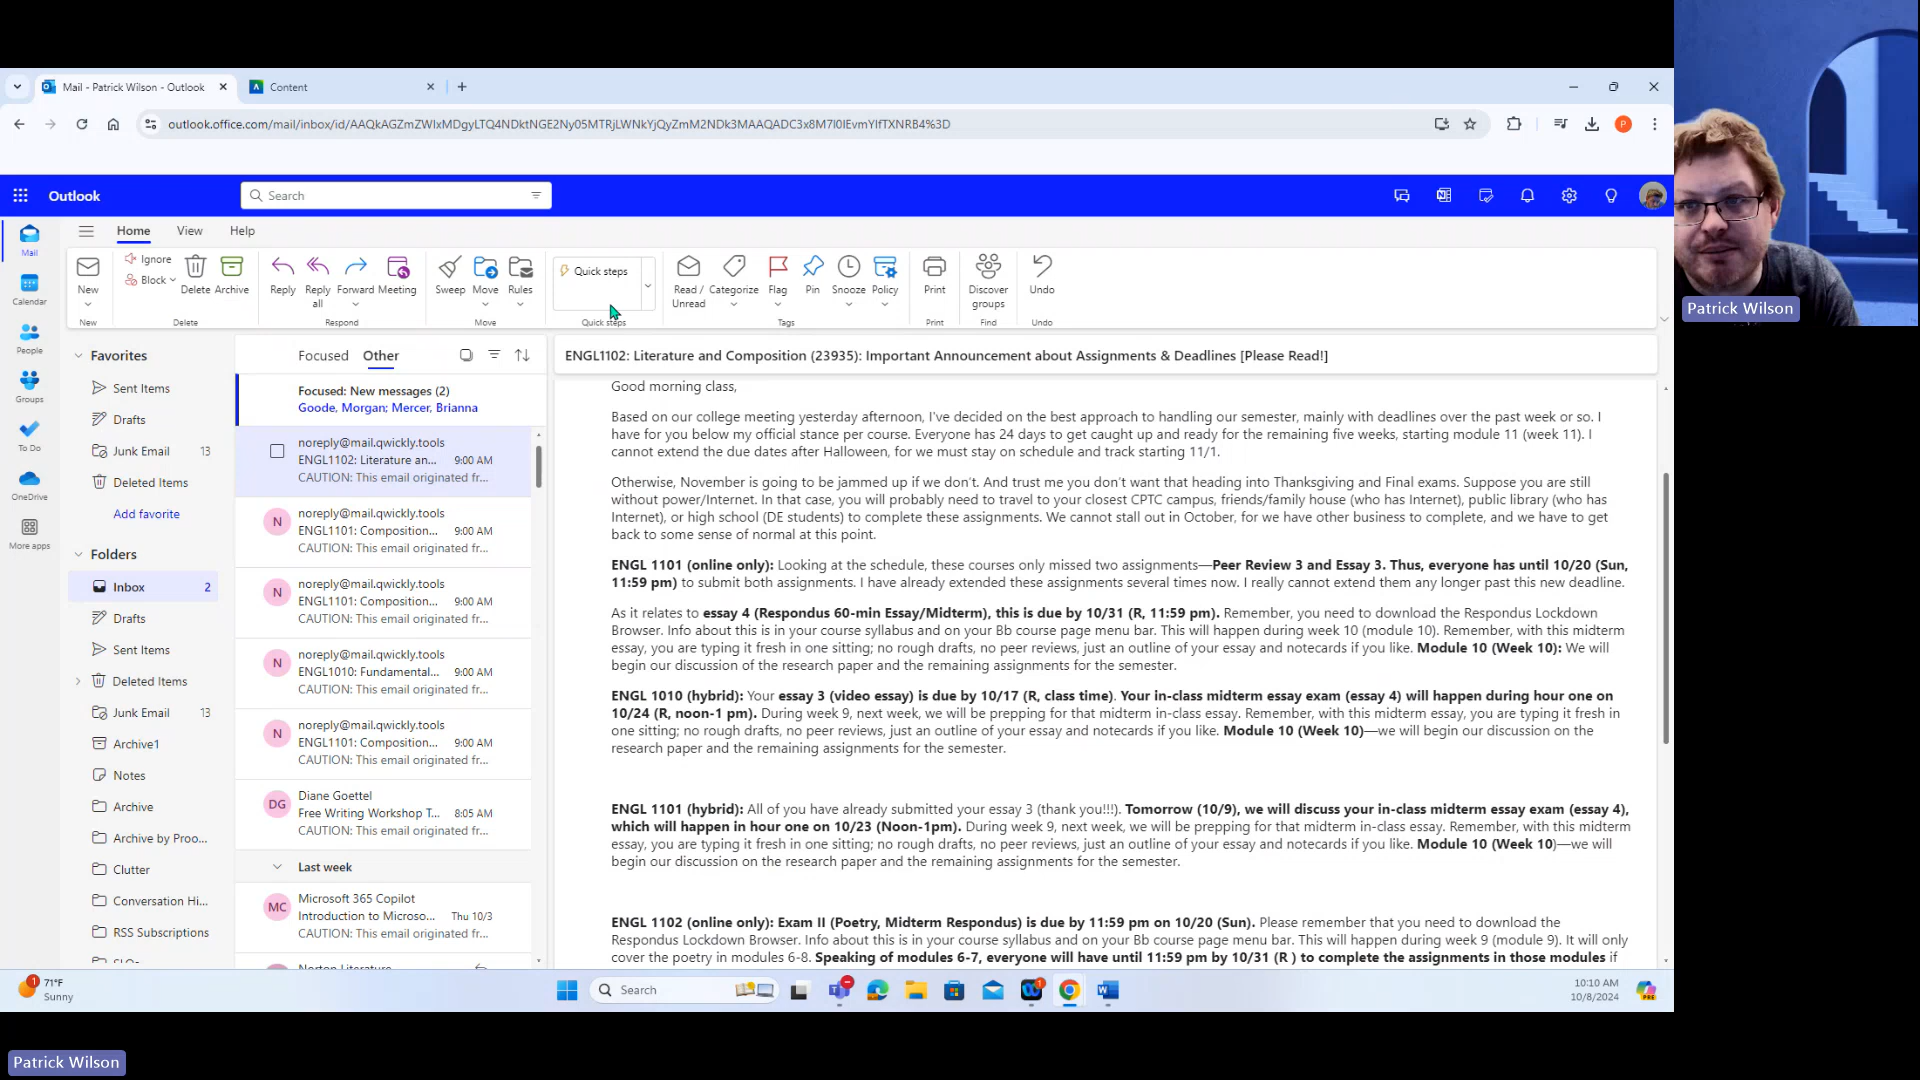 Mail - Patrick Wilson - Outlook
Content
outlook.office.com/mail/inbox/id/AAQkAGZmZWIxMDgyLTQ4NDktNGE2Ny05MTRjLWNkYjQyZmM2NDk3MAAQADC3x8M7I0IEvmYIfTXNRB4%3D
P
Outlook
Search
Home
View
Help
Mail
Calendar
People
Groups
To Do
OneDrive
More apps
New
Ignore
Block
Delete
Archive
Reply
Reply all
Forward
Meeting
Sweep
Move
Rules
Quick steps
Read / Unread
Categorize
Flag
Pin
Snooze
Policy
Print
Discover groups
Undo
New
Delete
Respond
Move
Quick steps
Tags
Print
Find
Undo
Favorites
Sent Items
Drafts
Junk Email 13
Deleted Items
Add favorite
Folders
Inbox 2
Drafts
Sent Items
Deleted Items
Junk Email 13
Archive1
Notes
Archive
Archive by Proo...
Clutter
Conversation Hi...
RSS Subscriptions
Focused
Other
Focused: New messages (2)
Goode, Morgan; Mercer, Brianna
noreply@mail.qwickly.tools
ENGL1102: Literature an... 9:00 AM
CAUTION: This email originated fr...
N
noreply@mail.qwickly.tools
ENGL1101: Composition... 9:00 AM
CAUTION: This email originated fr...
N
noreply@mail.qwickly.tools
ENGL1101: Composition... 9:00 AM
CAUTION: This email originated fr...
N
noreply@mail.qwickly.tools
ENGL1010: Fundamental... 9:00 AM
CAUTION: This email originated fr...
N
noreply@mail.qwickly.tools
ENGL1101: Composition... 9:00 AM
CAUTION: This email originated fr...
DG
Diane Goettel
Free Writing Workshop T... 8:05 AM
CAUTION: This email originated fr...
Last week
MC
Microsoft 365 Copilot
Introduction to Microso... Thu 10/3
CAUTION: This email originated fr...
Norton Literature
ENGL1102: Literature and Composition (23935): Important Announcement about Assignments & Deadlines [Please Read!]
Good morning class,
Based on our college meeting yesterday afternoon, I've decided on the best approach to handling our semester, mainly with deadlines over the past week or so. I
have for you below my official stance per course. Everyone has 24 days to get caught up and ready for the remaining five weeks, starting module 11 (week 11). I
cannot extend the due dates after Halloween, for we must stay on schedule and track starting 11/1.
Otherwise, November is going to be jammed up if we don't. And trust me you don't want that heading into Thanksgiving and Final exams. Suppose you are still
without power/Internet. In that case, you will probably need to travel to your closest CPTC campus, friends/family house (who has Internet), public library (who has
Internet), or high school (DE students) to complete these assignments. We cannot stall out in October, for we have other business to complete, and we have to get
back to some sense of normal at this point.
ENGL 1101 (online only): Looking at the schedule, these courses only missed two assignments—Peer Review 3 and Essay 3. Thus, everyone has until 10/20 (Sun,
11:59 pm) to submit both assignments. I have already extended these assignments several times now. I really cannot extend them any longer past this new deadline.
As it relates to essay 4 (Respondus 60-min Essay/Midterm), this is due by 10/31 (R, 11:59 pm). Remember, you need to download the Respondus Lockdown
Browser. Info about this is in your course syllabus and on your Bb course page menu bar. This will happen during week 10 (module 10). Remember, with this midterm
essay, you are typing it fresh in one sitting; no rough drafts, no peer reviews, just an outline of your essay and notecards if you like. Module 10 (Week 10): We will
begin our discussion of the research paper and the remaining assignments for the semester.
ENGL 1010 (hybrid): Your essay 3 (video essay) is due by 10/17 (R, class time). Your in-class midterm essay exam (essay 4) will happen during hour one on
10/24 (R, noon-1 pm). During week 9, next week, we will be prepping for that midterm in-class essay. Remember, with this midterm essay, you are typing it fresh in
one sitting; no rough drafts, no peer reviews, just an outline of your essay and notecards if you like. Module 10 (Week 10)—we will begin our discussion on the
research paper and the remaining assignments for the semester.
ENGL 1101 (hybrid): All of you have already submitted your essay 3 (thank you!!!). Tomorrow (10/9), we will discuss your in-class midterm essay exam (essay 4),
which will happen in hour one on 10/23 (Noon-1pm). During week 9, next week, we will be prepping for that midterm in-class essay. Remember, with this midterm
essay, you are typing it fresh in one sitting; no rough drafts, no peer reviews, just an outline of your essay and notecards if you like. Module 10 (Week 10)—we will
begin our discussion on the research paper and the remaining assignments for the semester.
ENGL 1102 (online only): Exam II (Poetry, Midterm Respondus) is due by 11:59 pm on 10/20 (Sun). Please remember that you need to download the
Respondus Lockdown Browser. Info about this is in your course syllabus and on your Bb course page menu bar. This will happen during week 9 (module 9). It will only
cover the poetry in modules 6-8. Speaking of modules 6-7, everyone will have until 11:59 pm by 10/31 (R ) to complete the assignments in those modules if
1
71°F
Sunny
Search
1
10:10 AM
10/8/2024
PRE
Patrick Wilson
Patrick Wilson